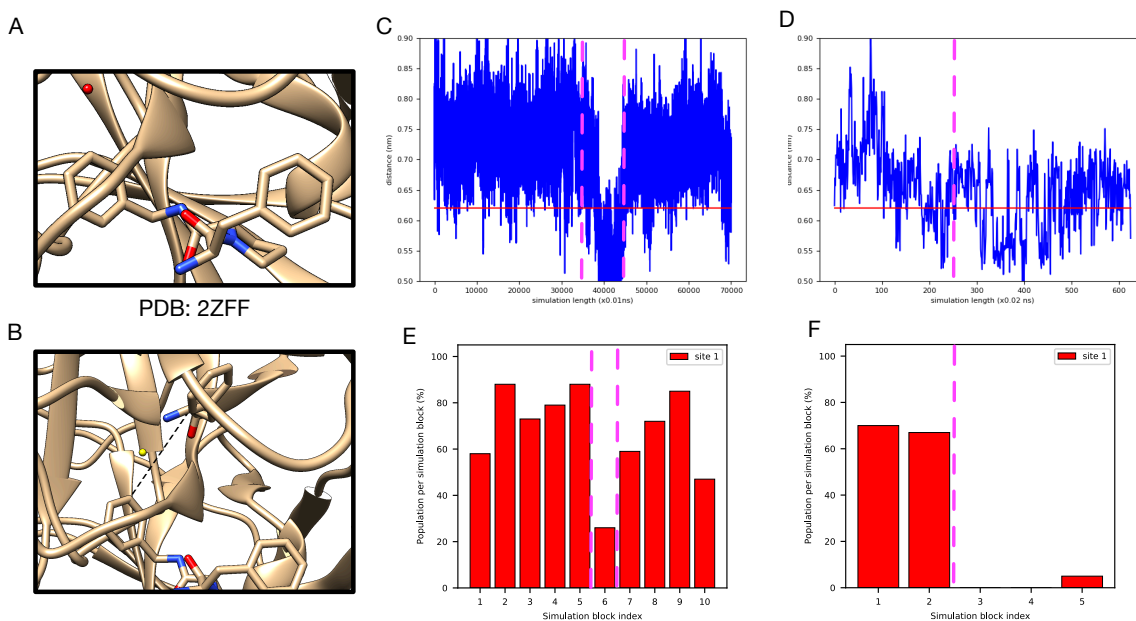 A
PDB: 2ZFF
B
C
0.90
0.85
0.80
0.75
0.70
0.65
0.60
0.55
0.50
distance (nm)
0 10000 20000 30000 40000 50000 60000 70000
simulation length (x0.01ns)
D
0.90
0.85
0.80
0.75
0.70
0.65
0.60
0.55
0.50
distance (nm)
0 100 200 300 400 500 600
simulation length (x0.02 ns)
E
site 1
100
80
60
40
20
0
Population per simulation block (%)
1 2 3 4 5 6 7 8 9 10
Simulation block index
F
site 1
100
80
60
40
20
0
Population per simulation block (%)
1 2 3 4 5
Simulation block index